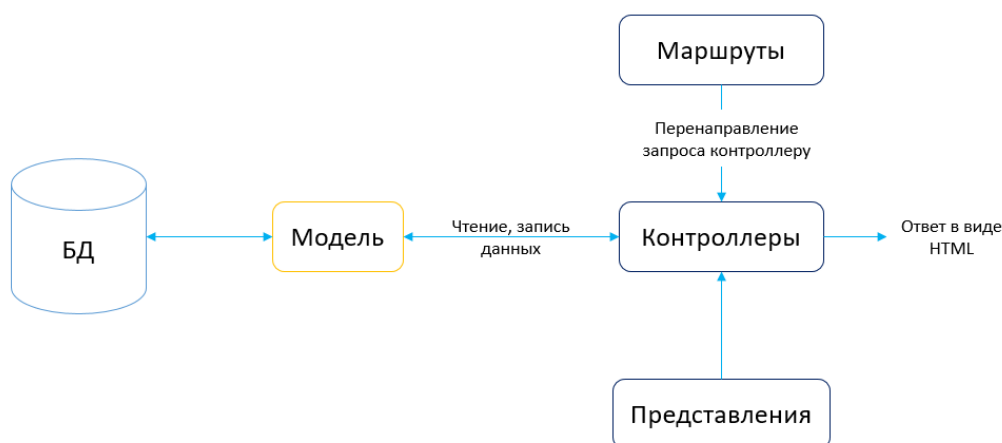 Маршруты
Перенаправление
запроса контроллеру
БД
Модель
Чтение, запись
данных
Контроллеры
Ответ в виде
HTML
Представления